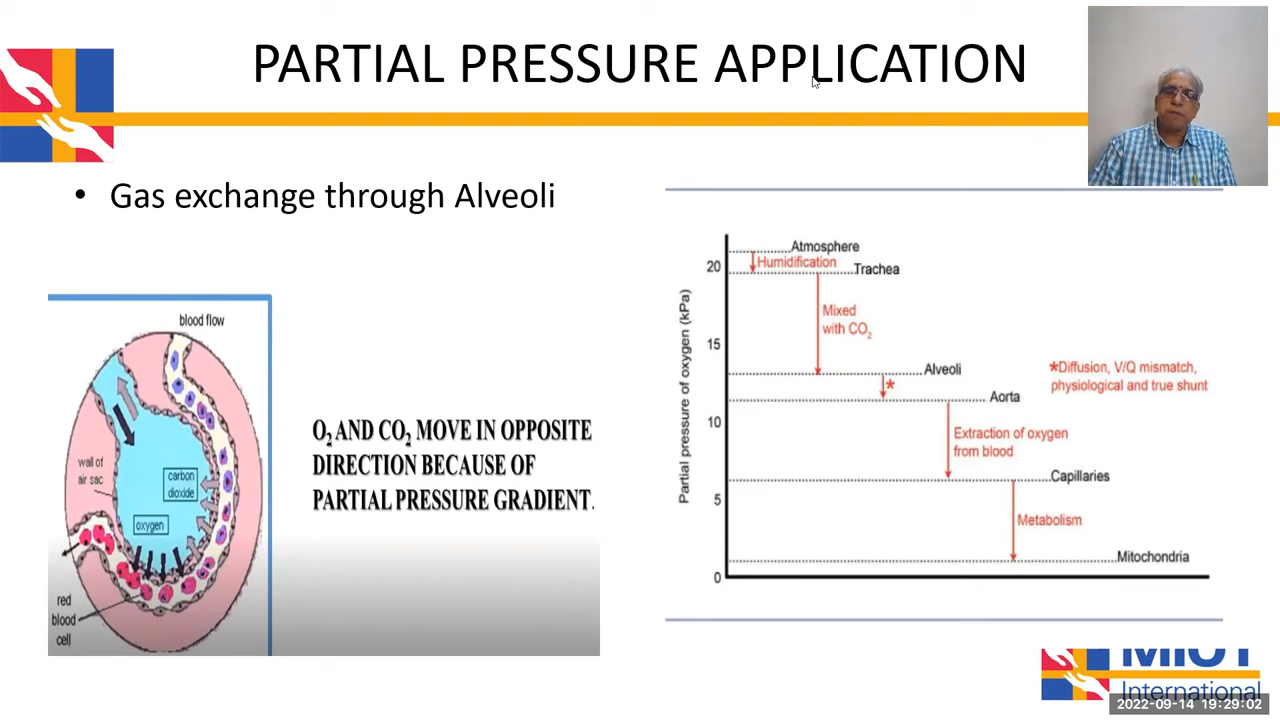 PARTIAL PRESSURE APPLICATION
• Gas exchange through Alveoli
blood flow
wall of
air sac
carbon
dioxide
oxygen
red
blood
cell
O₂ AND CO₂ MOVE IN OPPOSITE
DIRECTION BECAUSE OF
PARTIAL PRESSURE GRADIENT.
Partial pressure of oxygen (kPa)
20
15
10
5
0
Atmosphere
Humidification
Trachea
Mixed
with CO₂
Alveoli
*
Aorta
*Diffusion, V/Q mismatch,
physiological and true shunt
Extraction of oxygen
from blood
Capillaries
Metabolism
Mitochondria
MIOT
International
2022-09-14 19:29:02